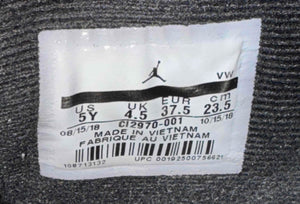 VW
US UK EUR cm
5Y 4.5 37.5 23.5
08/15/18 CI2970-001 10/15/18
MADE IN VIETNAM
FABRIQUE AU VIETNAM
UPC 00192500756621